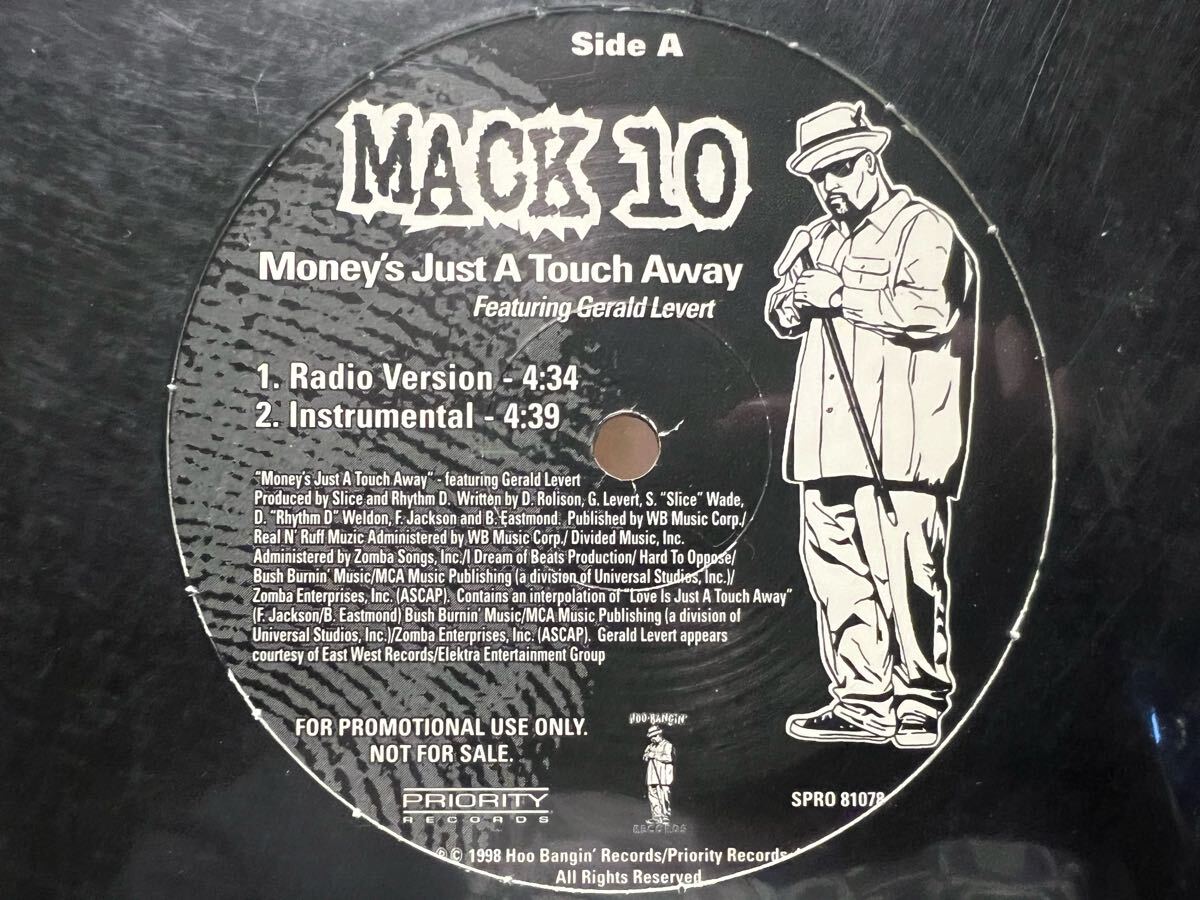 Side A
MACK 10
Money's Just A Touch Away
Featuring Gerald Levert
1. Radio Version - 4:34
2. Instrumental - 4:39
"Money's Just A Touch Away" - featuring Gerald Levert
Produced by Slice and Rhythm D. Written by D. Rolison, G. Levert, S. "Slice" Wade,
D. "Rhythm D" Weldon, F. Jackson and B. Eastmond. Published by WB Music Corp./
Real N' Ruff Muzic Administered by WB Music Corp./ Divided Music, Inc.
Administered by Zomba Songs, Inc./I Dream of Beats Production/ Hard To Oppose/
Bush Burnin' Music/MCA Music Publishing (a division of Universal Studios, Inc.)/
Zomba Enterprises, Inc. (ASCAP). Contains an interpolation of "Love Is Just A Touch Away"
(F. Jackson/B. Eastmond) Bush Burnin' Music/MCA Music Publishing (a division of
Universal Studios, Inc.)/Zomba Enterprises, Inc. (ASCAP). Gerald Levert appears
courtesy of East West Records/Elektra Entertainment Group
FOR PROMOTIONAL USE ONLY.
NOT FOR SALE.
HOO-BANGIN'
RECORDS
PRIORITY
RECORDS
SPRO 81078
℗ © 1998 Hoo Bangin' Records/Priority Records
All Rights Reserved